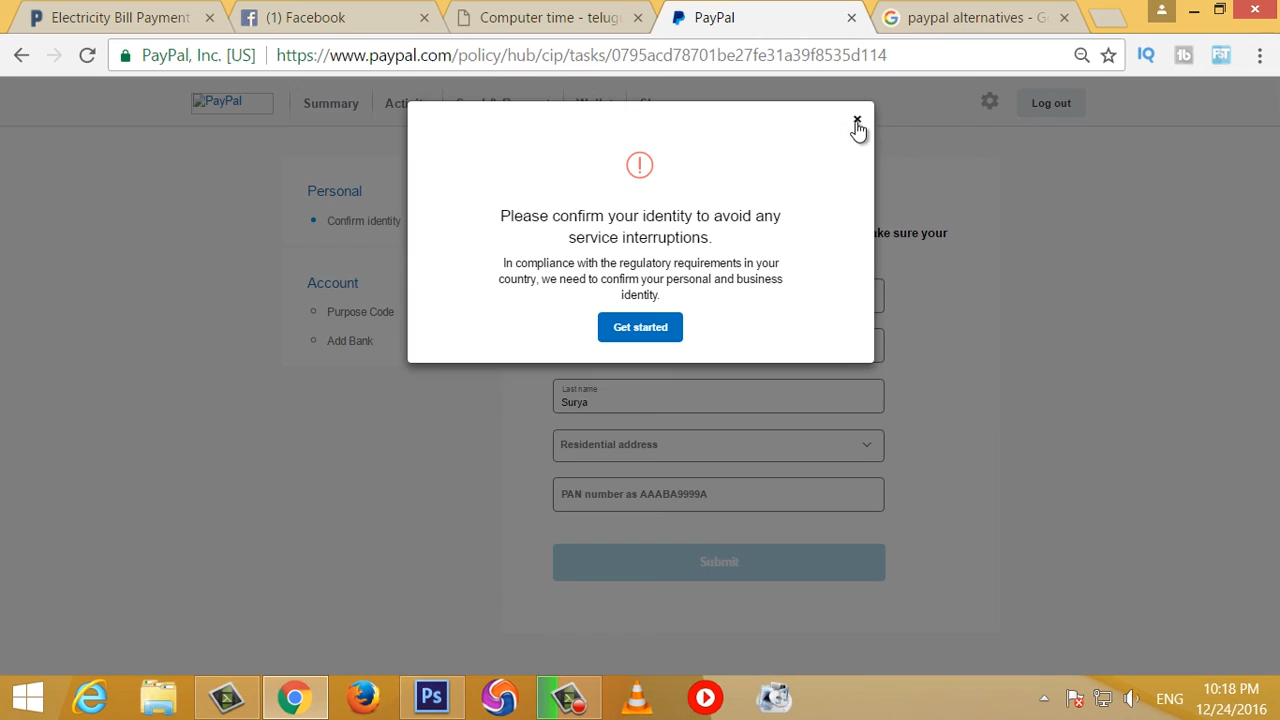 Electricity Bill Payment
(1) Facebook
Computer time - telug
PayPal
paypal alternatives - G
PayPal, Inc. [US]
https://www.paypal.com/policy/hub/cip/tasks/0795acd78701be27fe31a39f8535d114
PayPal
Summary
Log out
Personal
Confirm identity
Account
Purpose Code
Add Bank
×
Please confirm your identity to avoid any
service interruptions.
In compliance with the regulatory requirements in your
country, we need to confirm your personal and business
identity.
Get started
ke sure your
Last name
Surya
Residential address
PAN number as AAABA9999A
Submit
Ps
ENG
10:18 PM
12/24/2016